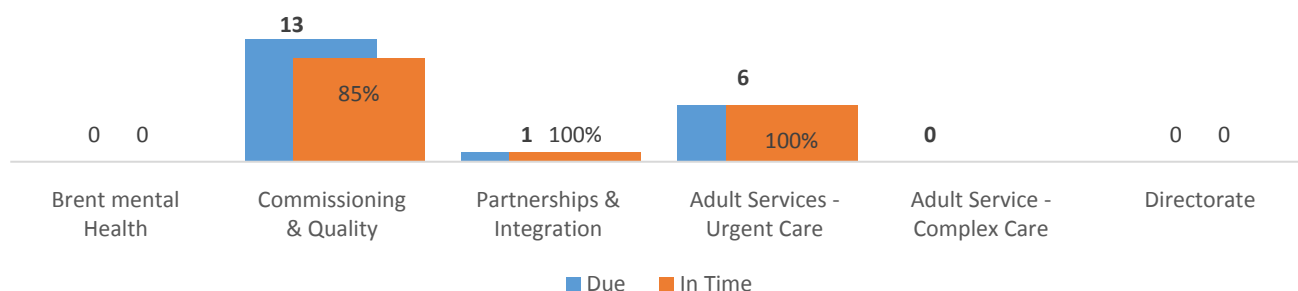 13
85%
6
0 0
1 100%
100%
0
0 0
Brent mental
Health
Commissioning
& Quality
Partnerships &
Integration
Adult Services -
Urgent Care
Adult Service -
Complex Care
Directorate
Due In Time